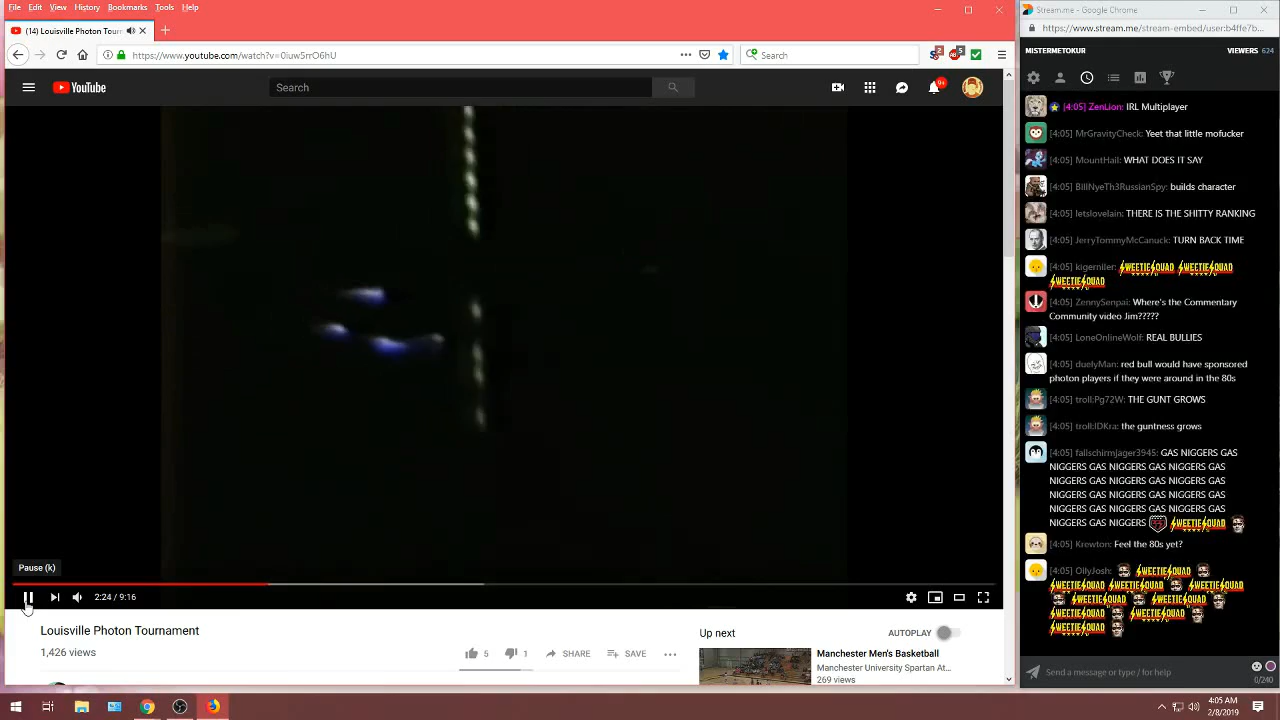 File Edit View History Bookmarks Tools Help
(14) Louisville Photon Tourn
https://www.youtube.com/watch?v=0iuw5rrO6hU
Search
2
5
YouTube
Search
9+
Pause (k)
2:24 / 9:16
Louisville Photon Tournament
1,426 views
5
1
SHARE
SAVE
Up next
AUTOPLAY
Manchester Men's Basketball
Manchester University Spartan At...
269 views
Stream.me - Google Chrome
https://www.stream.me/stream-embed/user:b4ffe7b...
MISTERMETOKUR
VIEWERS 624
[4:05] ZenLion: IRL Multiplayer
[4:05] MrGravityCheck: Yeet that little mofucker
[4:05] MountHail: WHAT DOES IT SAY
[4:05] BillNyeTh3RussianSpy: builds character
[4:05] letslovelain: THERE IS THE SHITTY RANKING
[4:05] JerryTommyMcCanuck: TURN BACK TIME
[4:05] kigerniler: SWEETIESQUAD SWEETIESQUAD
SWEETIESQUAD
[4:05] ZennySenpai: Where's the Commentary
Community video Jim?????
[4:05] LoneOnlineWolf: REAL BULLIES
[4:05] duelyMan: red bull would have sponsored
photon players if they were around in the 80s
[4:05] troll:Pg72W: THE GUNT GROWS
[4:05] troll:IDKra: the guntness grows
[4:05] fallschirmjager3945: GAS NIGGERS GAS
NIGGERS GAS NIGGERS GAS NIGGERS GAS
NIGGERS GAS NIGGERS GAS NIGGERS GAS
NIGGERS GAS NIGGERS GAS NIGGERS GAS
NIGGERS GAS NIGGERS GAS NIGGERS GAS
NIGGERS GAS NIGGERS SWEETIESQUAD
[4:05] Krewton: Feel the 80s yet?
[4:05] OllyJosh: SWEETIESQUAD
SWEETIESQUAD SWEETIESQUAD SWEETIESQUAD
SWEETIESQUAD SWEETIESQUAD
SWEETIESQUAD SWEETIESQUAD
SWEETIESQUAD
Send a message or type / for help
0/240
4:05 AM
2/8/2019